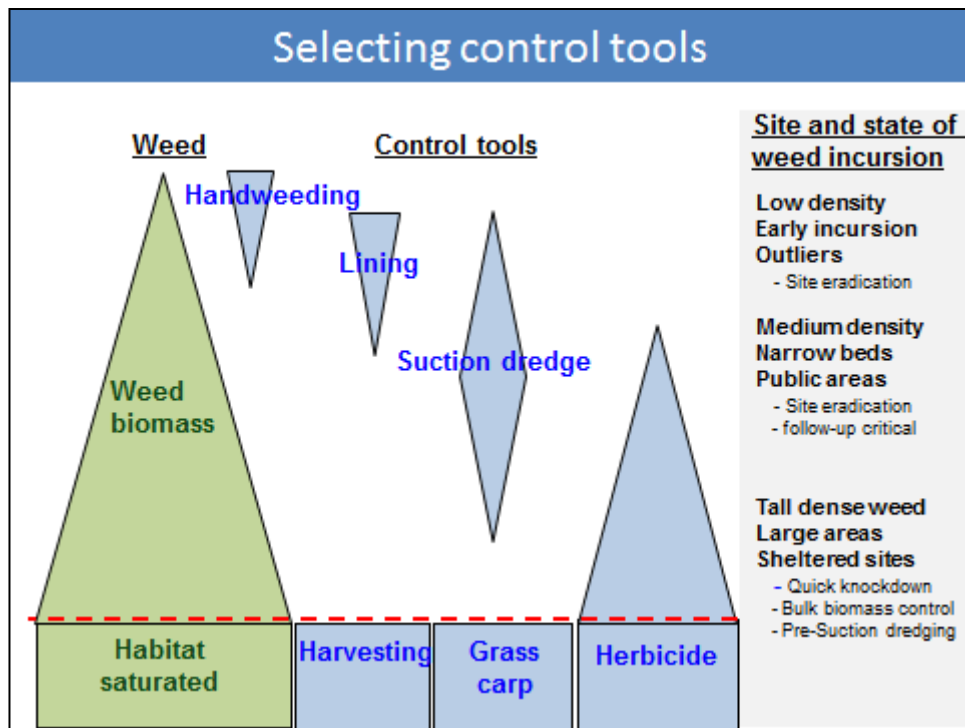 Selecting control tools
Weed
Control tools
Handweeding
Lining
Suction dredge
Weed
biomass
Habitat
saturated
Harvesting
Grass
carp
Herbicide
Site and state of
weed incursion
Low density
Early incursion
Outliers
- Site eradication
Medium density
Narrow beds
Public areas
- Site eradication
- follow-up critical
Tall dense weed
Large areas
Sheltered sites
- Quick knockdown
- Bulk biomass control
- Pre-Suction dredging